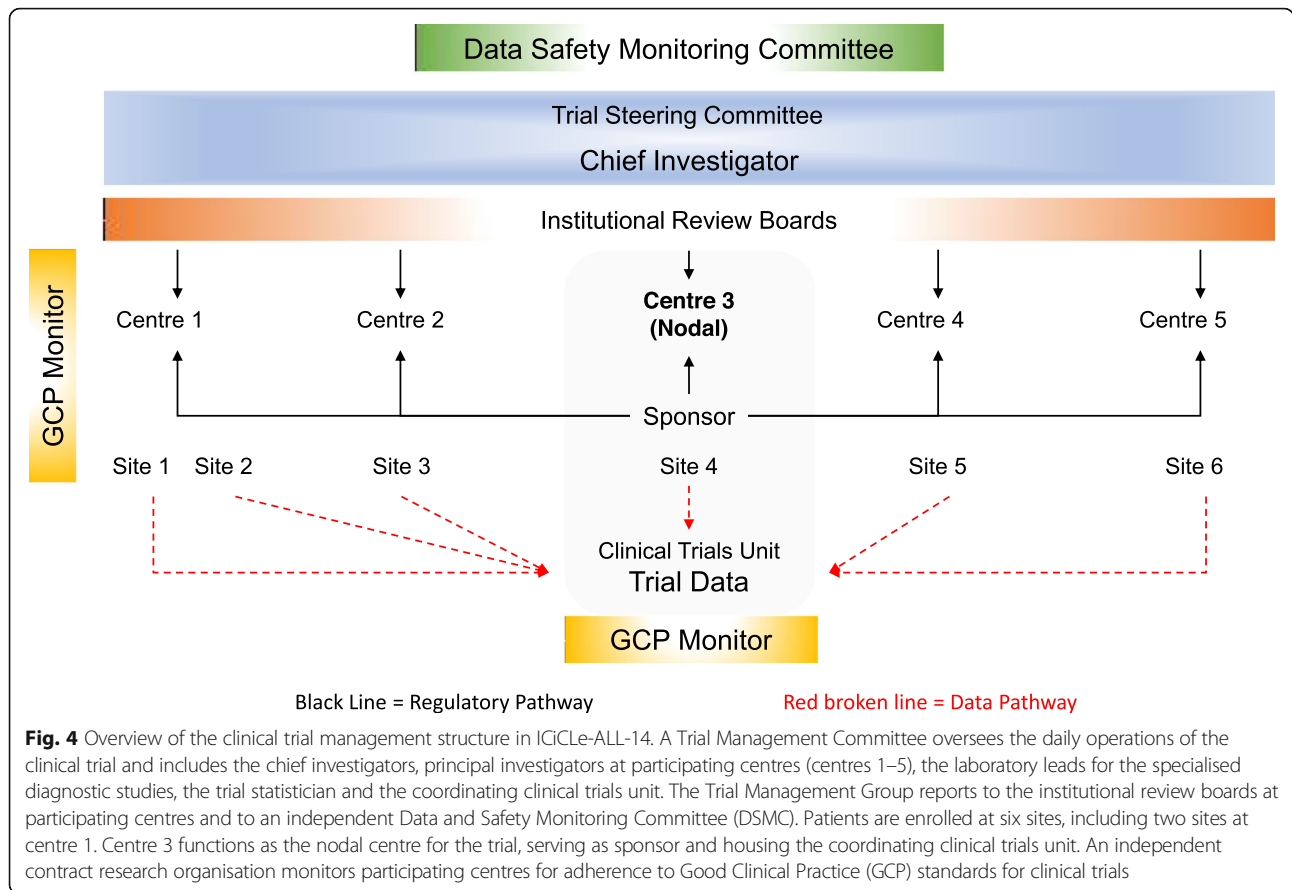 Data Safety Monitoring Committee
Trial Steering Committee
Chief Investigator
Institutional Review Boards
GCP Monitor
Centre 1
Centre 2
Centre 3
(Nodal)
Centre 4
Centre 5
Sponsor
Site 1
Site 2
Site 3
Site 4
Site 5
Site 6
Clinical Trials Unit
Trial Data
GCP Monitor
Black Line = Regulatory Pathway
Red broken line = Data Pathway
Fig. 4 Overview of the clinical trial management structure in ICiCLe-ALL-14. A Trial Management Committee oversees the daily operations of the
clinical trial and includes the chief investigators, principal investigators at participating centres (centres 1–5), the laboratory leads for the specialised
diagnostic studies, the trial statistician and the coordinating clinical trials unit. The Trial Management Group reports to the institutional review boards at
participating centres and to an independent Data and Safety Monitoring Committee (DSMC). Patients are enrolled at six sites, including two sites at
centre 1. Centre 3 functions as the nodal centre for the trial, serving as sponsor and housing the coordinating clinical trials unit. An independent
contract research organisation monitors participating centres for adherence to Good Clinical Practice (GCP) standards for clinical trials